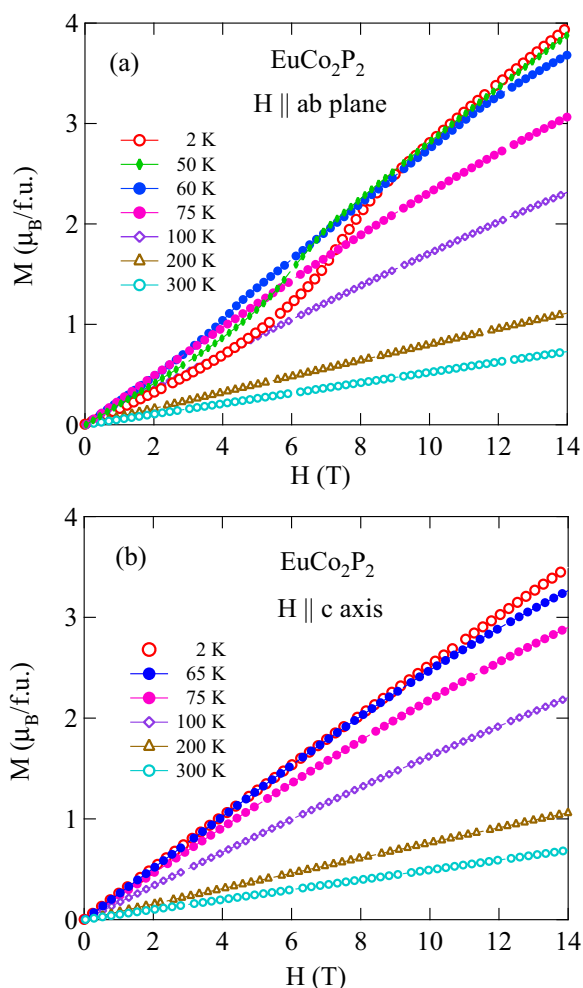 4
(a)
EuCo₂P₂
H || ab plane
3
2 K
50 K
60 K
75 K
100 K
200 K
300 K
2
1
0
M (μB/f.u.)
0 2 4 6 8 10 12 14
H (T)
4
(b)
EuCo₂P₂
H || c axis
3
2 K
65 K
75 K
100 K
200 K
300 K
2
1
0
M (μB/f.u.)
0 2 4 6 8 10 12 14
H (T)